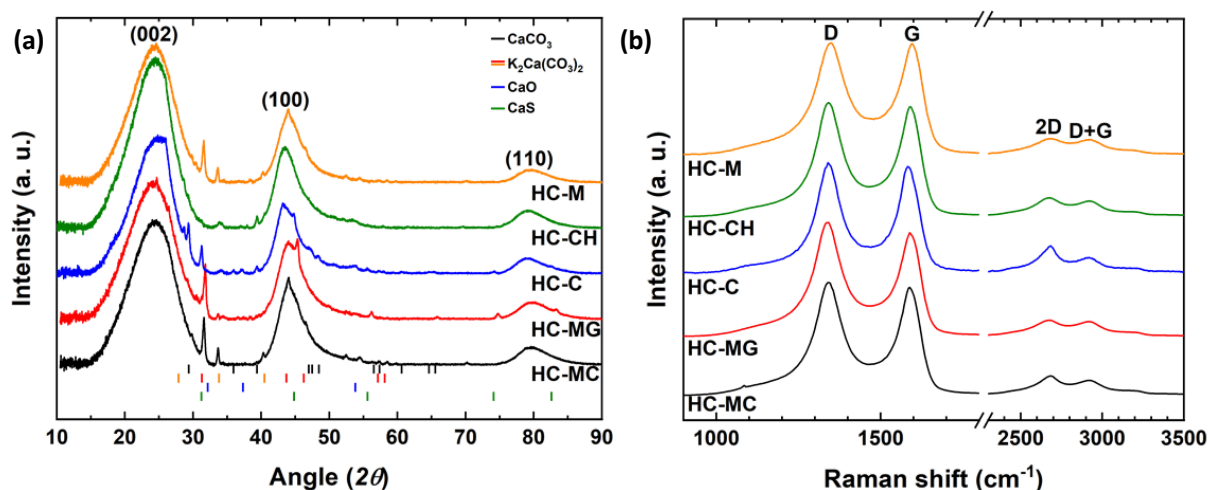 (a)
(002)
(100)
(110)
CaCO₃
K₂Ca(CO₃)₂
CaO
CaS
HC-M
HC-CH
HC-C
HC-MG
HC-MC
Intensity (a. u.)
10 20 30 40 50 60 70 80 90
Angle (2θ)
(b)
D G
2D D+G
HC-M
HC-CH
HC-C
HC-MG
HC-MC
Intensity (a. u.)
1000 1500 2500 3000 3500
Raman shift (cm⁻¹)